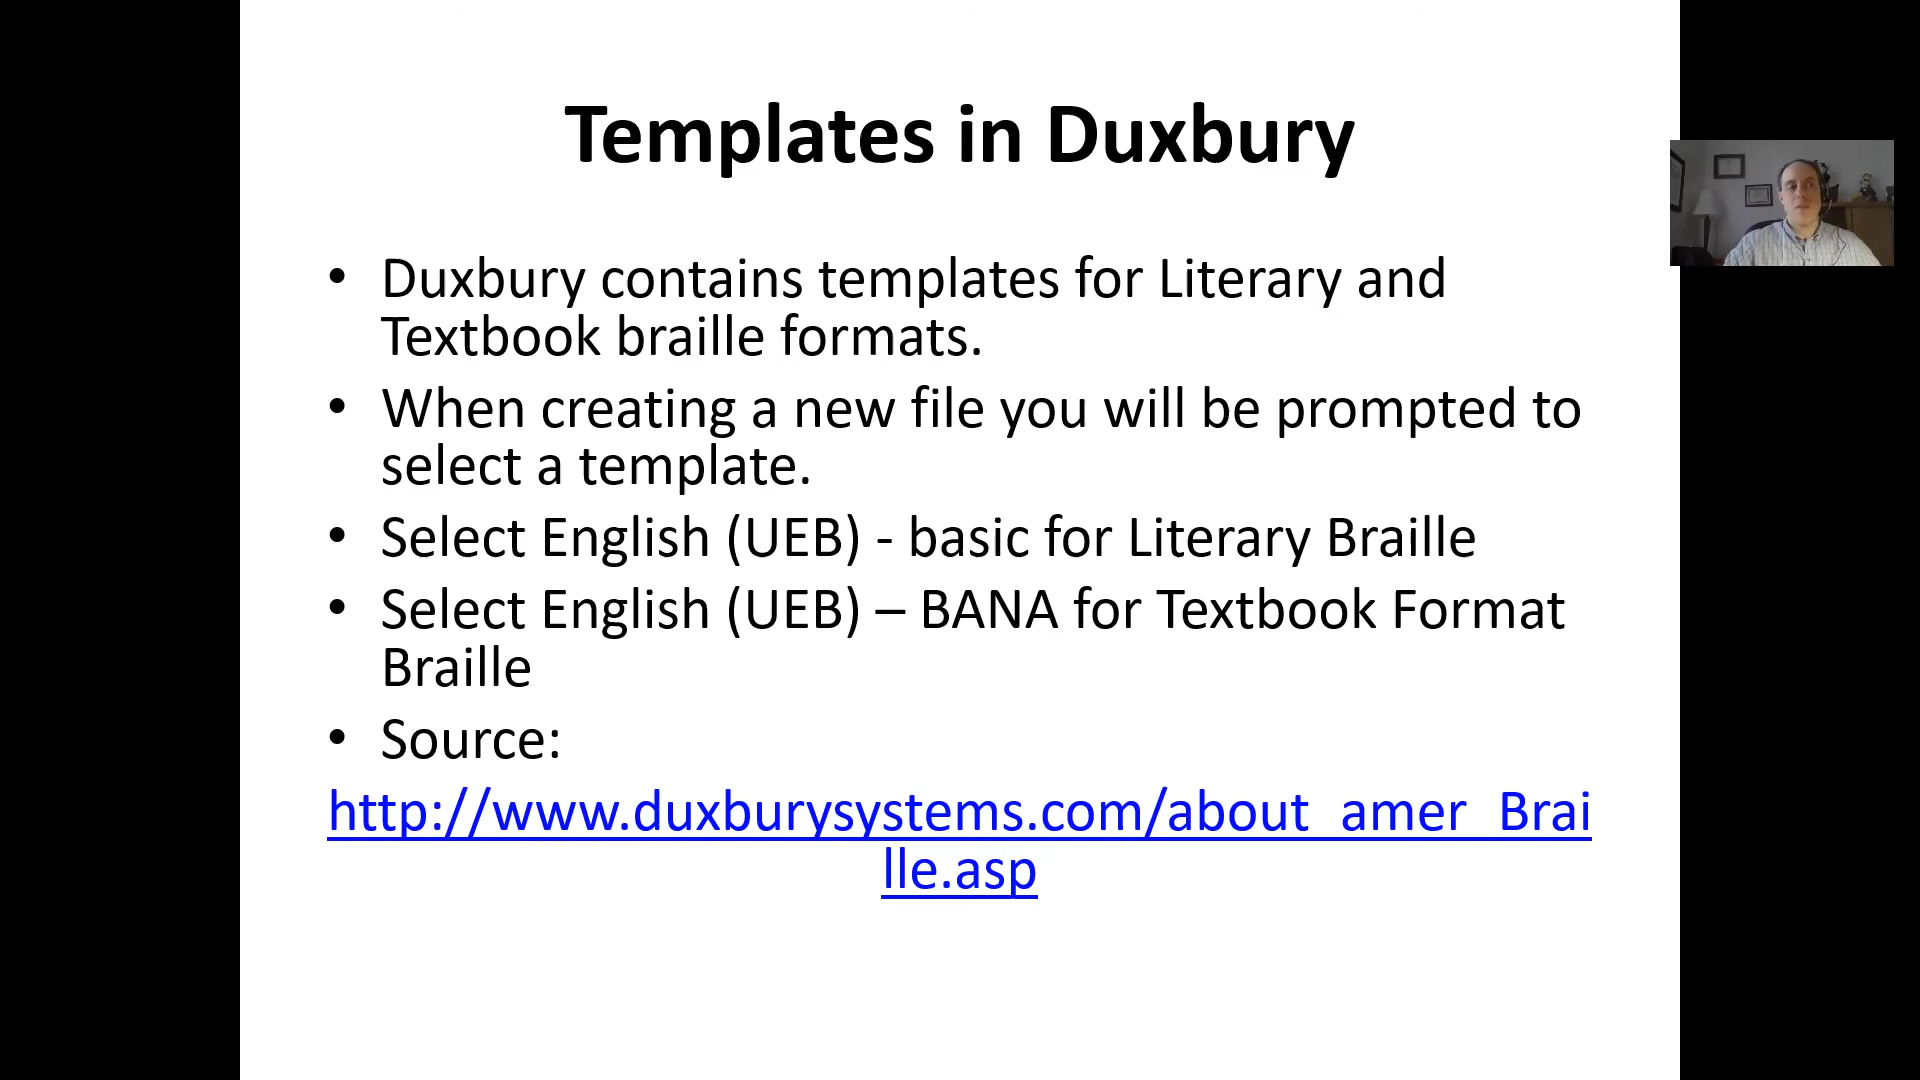 Templates in Duxbury
• Duxbury contains templates for Literary and
Textbook braille formats.
• When creating a new file you will be prompted to
select a template.
• Select English (UEB) - basic for Literary Braille
• Select English (UEB) – BANA for Textbook Format
Braille
• Source:
http://www.duxburysystems.com/about_amer_Brai
lle.asp